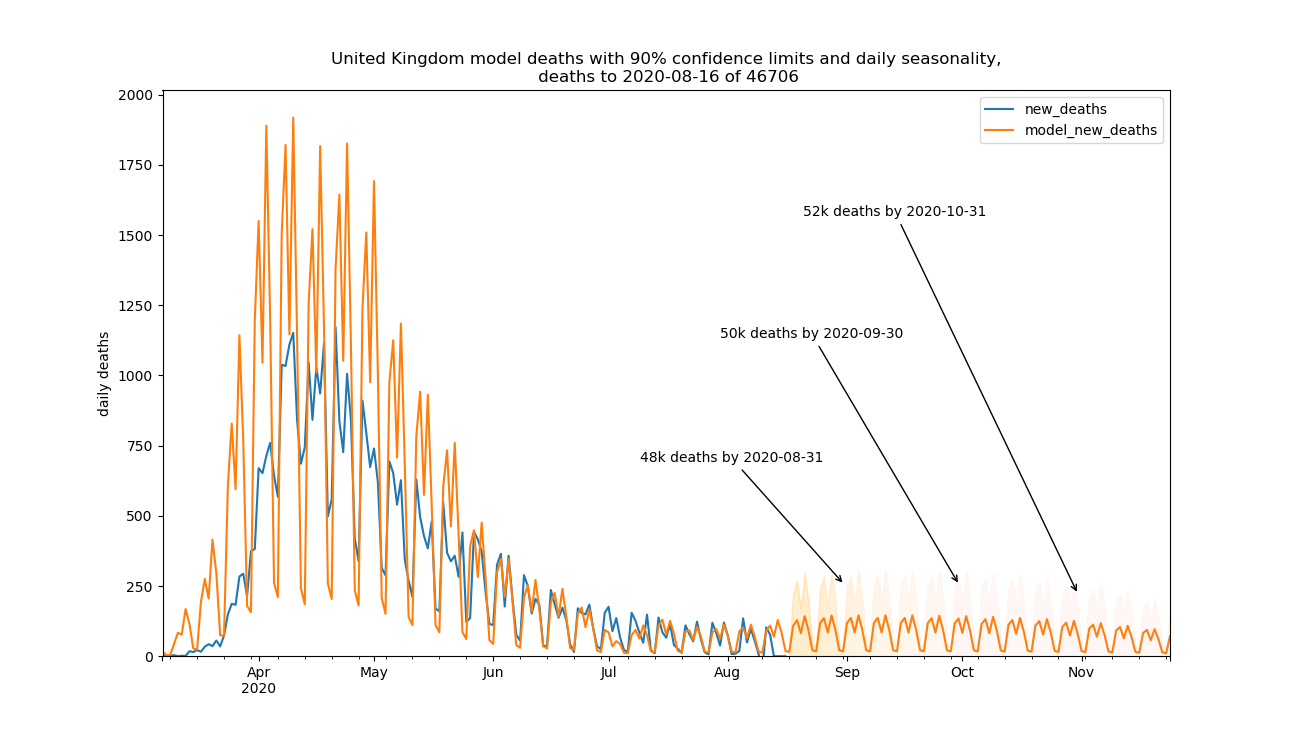 United Kingdom model deaths with 90% confidence limits and daily seasonality,
deaths to 2020-08-16 of 46706
2000
1750
1500
1250
1000
750
500
250
0
daily deaths
new_deaths
model_new_deaths
52k deaths by 2020-10-31
50k deaths by 2020-09-30
48k deaths by 2020-08-31
Apr
2020
May
Jun
Jul
Aug
Sep
Oct
Nov